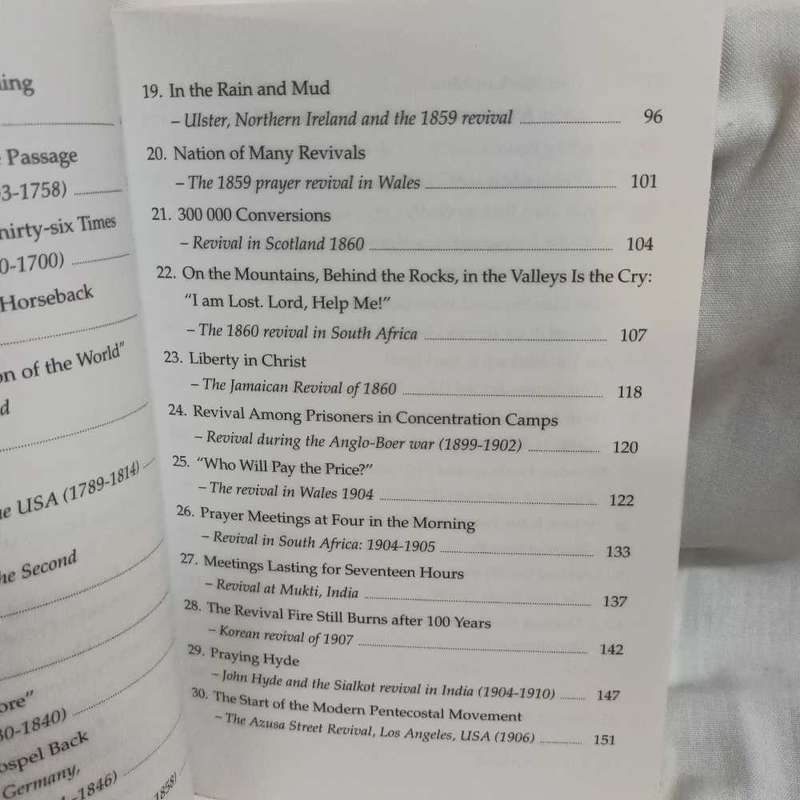 ing
Passage
3-1758)
hirty-six Times
0-1700)
Horseback
on of the World"
d
e USA (1789-1814)
he Second
ore"
30-1840)
ospel Back
Germany,
-1846)
1858)
19. In the Rain and Mud
– Ulster, Northern Ireland and the 1859 revival 96
20. Nation of Many Revivals
– The 1859 prayer revival in Wales 101
21. 300 000 Conversions
– Revival in Scotland 1860 104
22. On the Mountains, Behind the Rocks, in the Valleys Is the Cry:
"I am Lost. Lord, Help Me!"
– The 1860 revival in South Africa 107
23. Liberty in Christ
– The Jamaican Revival of 1860 118
24. Revival Among Prisoners in Concentration Camps
– Revival during the Anglo-Boer war (1899-1902) 120
25. "Who Will Pay the Price?"
– The revival in Wales 1904 122
26. Prayer Meetings at Four in the Morning
– Revival in South Africa: 1904-1905 133
27. Meetings Lasting for Seventeen Hours
– Revival at Mukti, India 137
28. The Revival Fire Still Burns after 100 Years
– Korean revival of 1907 142
29. Praying Hyde
– John Hyde and the Sialkot revival in India (1904-1910) 147
30. The Start of the Modern Pentecostal Movement
– The Azusa Street Revival, Los Angeles, USA (1906) 151